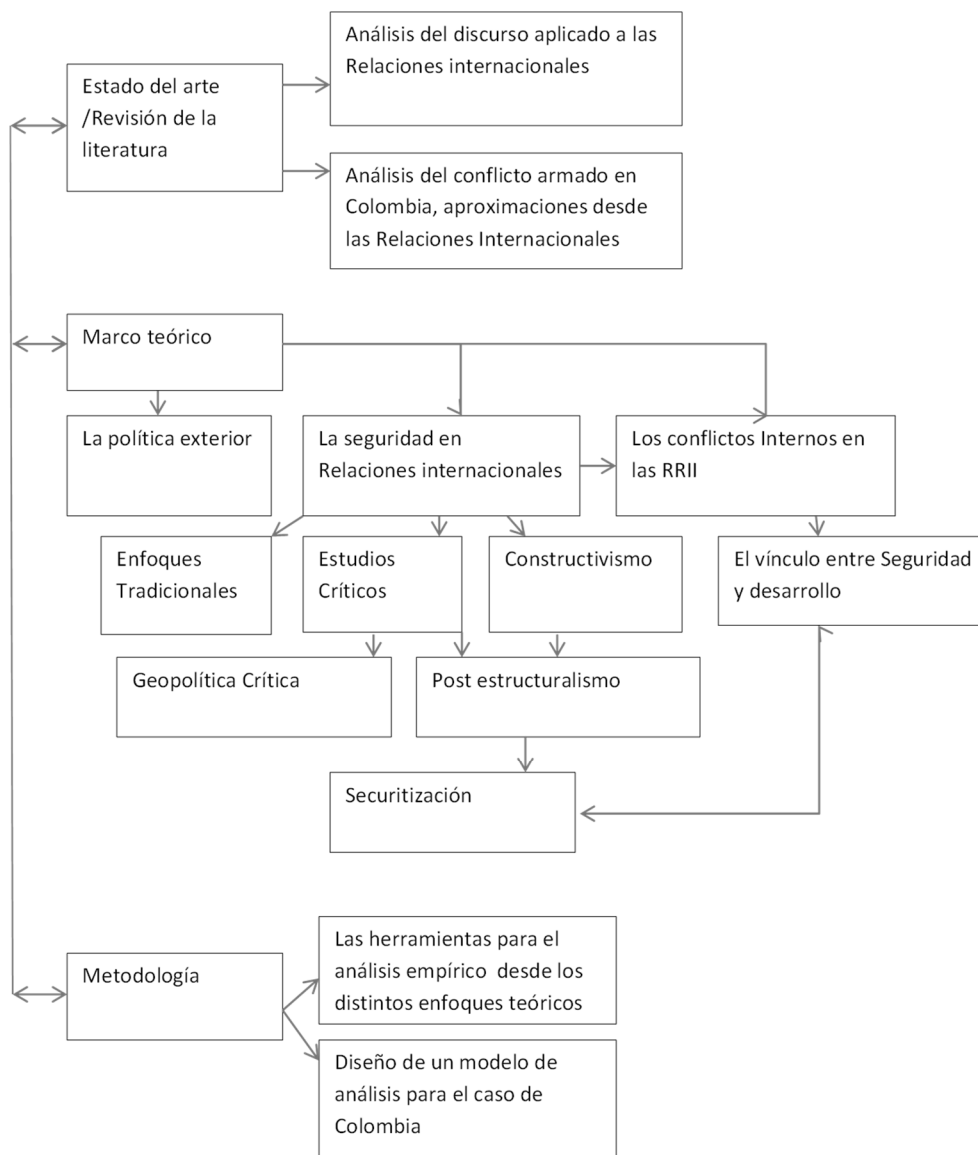 Análisis del discurso aplicado a las
Relaciones internacionales
Estado del arte
/Revisión de la
literatura
Análisis del conflicto armado en
Colombia, aproximaciones desde
las Relaciones Internacionales
Marco teórico
La política exterior
La seguridad en
Relaciones internacionales
Los conflictos Internos en
las RRII
Enfoques
Tradicionales
Estudios
Críticos
Constructivismo
El vínculo entre Seguridad
y desarrollo
Geopolítica Crítica
Post estructuralismo
Securitización
Metodología
Las herramientas para el
análisis empírico  desde los
distintos enfoques teóricos
Diseño de un modelo de
análisis para el caso de
Colombia